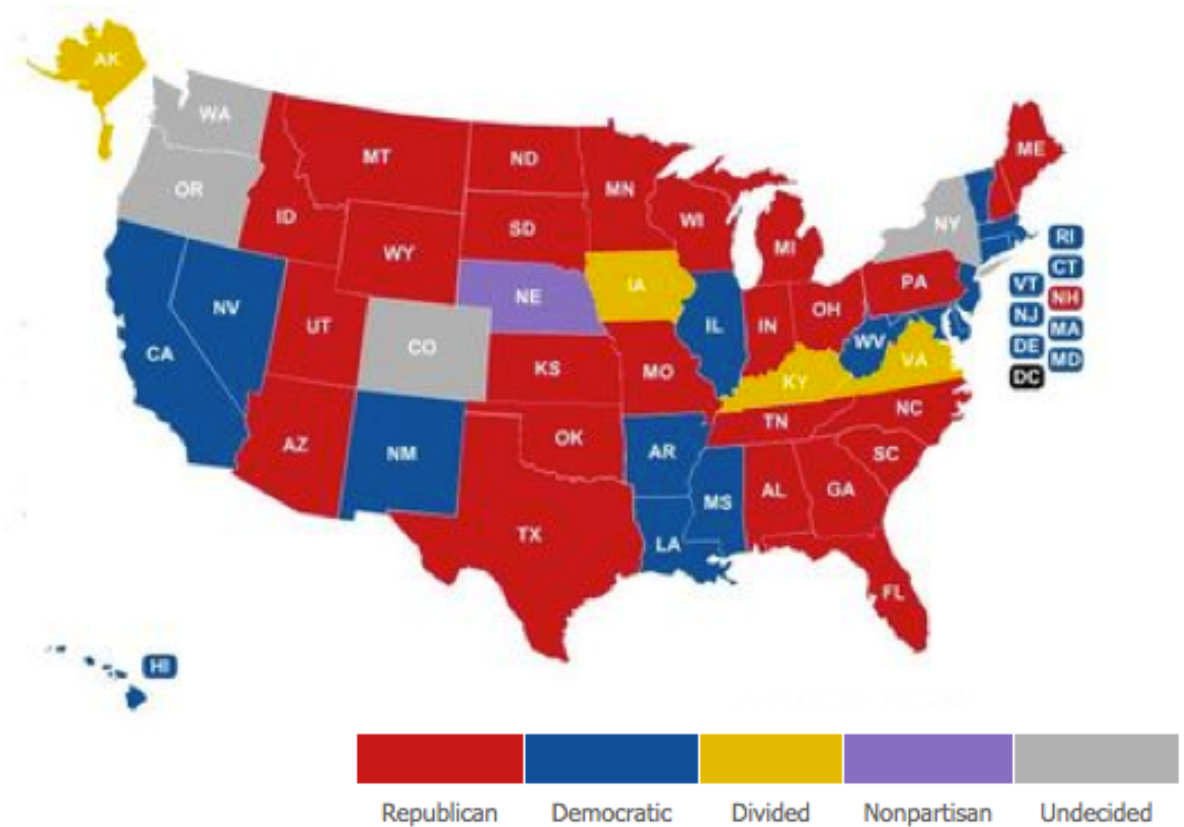 AK
WA
ME
MT
ND
OR
MN
NY
ID
SD
WI
RI
MI
WY
CT
PA
VT
NE
IA
NH
NV
OH
NJ
IL
IN
UT
MA
WV
CO
DE
CA
VA
MD
KS
MO
KY
DC
NC
TN
OK
AZ
NM
AR
SC
MS
AL
GA
TX
LA
FL
HI
Republican Democratic Divided Nonpartisan Undecided